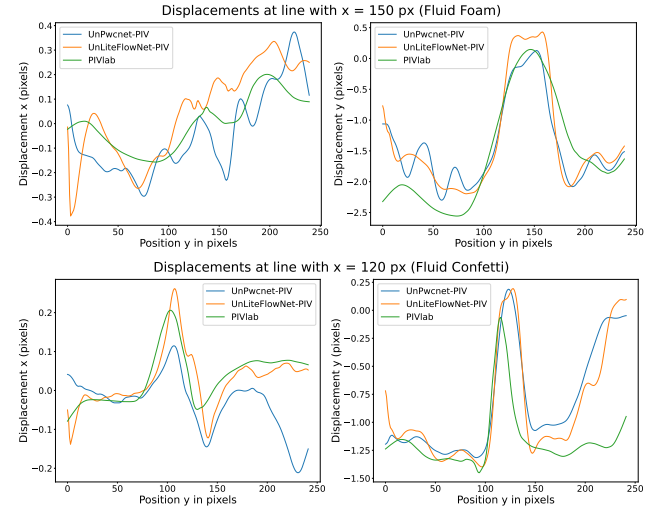 Displacements at line with x = 150 px (Fluid Foam)
Displacement x (pixels)
0.4
0.3
0.2
0.1
0.0
−0.1
−0.2
−0.3
−0.4
UnPwcnet-PIV
UnLiteFlowNet-PIV
PIVlab
0 50 100 150 200 250
Position y in pixels
Displacement y (pixels)
0.5
0.0
−0.5
−1.0
−1.5
−2.0
−2.5
UnPwcnet-PIV
UnLiteFlowNet-PIV
PIVlab
0 50 100 150 200 250
Position y in pixels
Displacements at line with x = 120 px (Fluid Confetti)
Displacement x (pixels)
0.2
0.1
0.0
−0.1
−0.2
UnPwcnet-PIV
UnLiteFlowNet-PIV
PIVlab
0 50 100 150 200 250
Position y in pixels
Displacement y (pixels)
0.25
0.00
−0.25
−0.50
−0.75
−1.00
−1.25
−1.50
UnPwcnet-PIV
UnLiteFlowNet-PIV
PIVlab
0 50 100 150 200 250
Position y in pixels